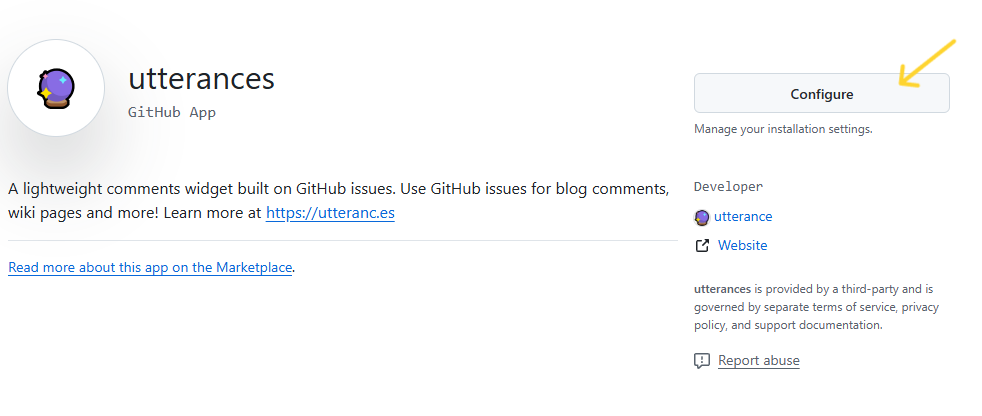 utterances
GitHub App
Configure
Manage your installation settings.
A lightweight comments widget built on GitHub issues. Use GitHub issues for blog comments,
wiki pages and more! Learn more at https://utteranc.es
Read more about this app on the Marketplace.
Developer
utterance
Website
utterances is provided by a third-party and is
governed by separate terms of service, privacy
policy, and support documentation.
Report abuse